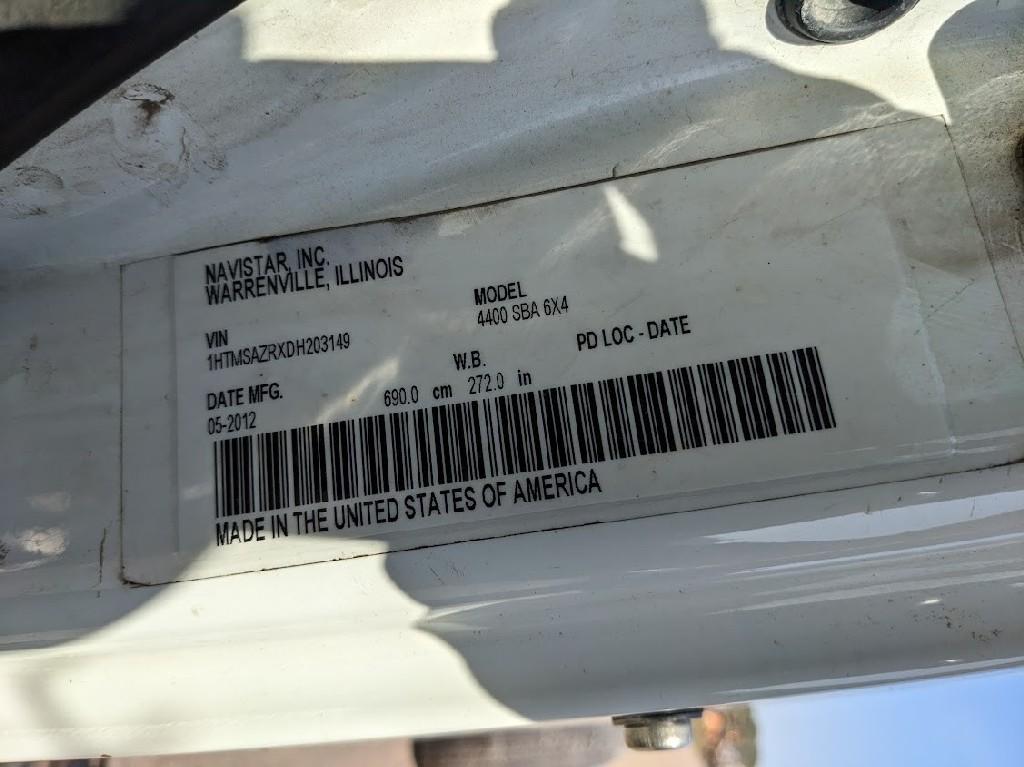 NAVISTAR, INC.
WARRENVILLE, ILLINOIS
VIN
1HTMSAZRXDH203149
MODEL
4400 SBA 6X4
DATE MFG.
05-2012
W.B.
690.0 cm 272.0 in
PD LOC - DATE
MADE IN THE UNITED STATES OF AMERICA